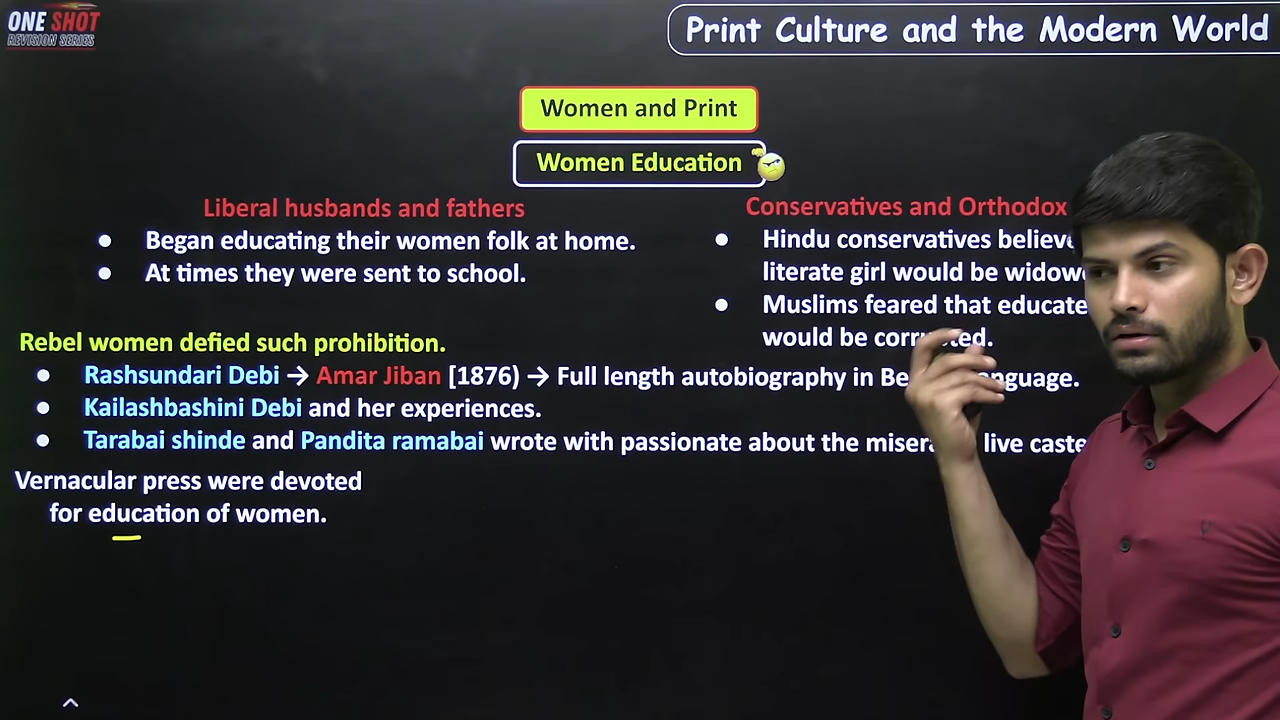 ONE SHOT
REVISION SERIES
Print Culture and the Modern World
Women and Print
Women Education
Liberal husbands and fathers
● Began educating their women folk at home.
● At times they were sent to school.
Conservatives and Orthodox
● Hindu conservatives
literate girl would be
● Muslims feared that
would be
Rebel women defied such prohibition.
● Rashsundari Debi → Amar Jiban [1876) → Full length autobiography in
● Kailashbashini Debi and her experiences.
● Tarabai shinde and Pandita ramabai wrote with passionate about the live
Vernacular press were devoted
for education of women.